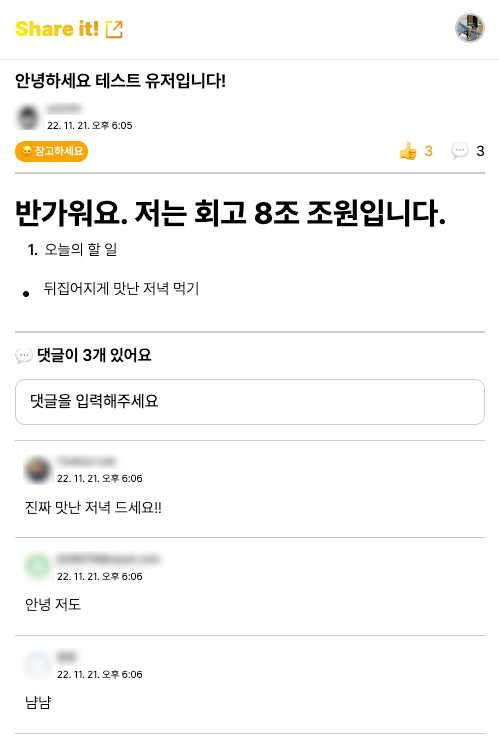 Share it!
안녕하세요 테스트 유저입니다!
22. 11. 21. 오후 6:05
참고하세요
3
3
반가워요. 저는 회고 8조 조원입니다.
1. 오늘의 할 일
• 뒤집어지게 맛난 저녁 먹기
댓글이 3개 있어요
댓글을 입력해주세요
22. 11. 21. 오후 6:06
진짜 맛난 저녁 드세요!!
22. 11. 21. 오후 6:06
안녕 저도
22. 11. 21. 오후 6:06
냠냠